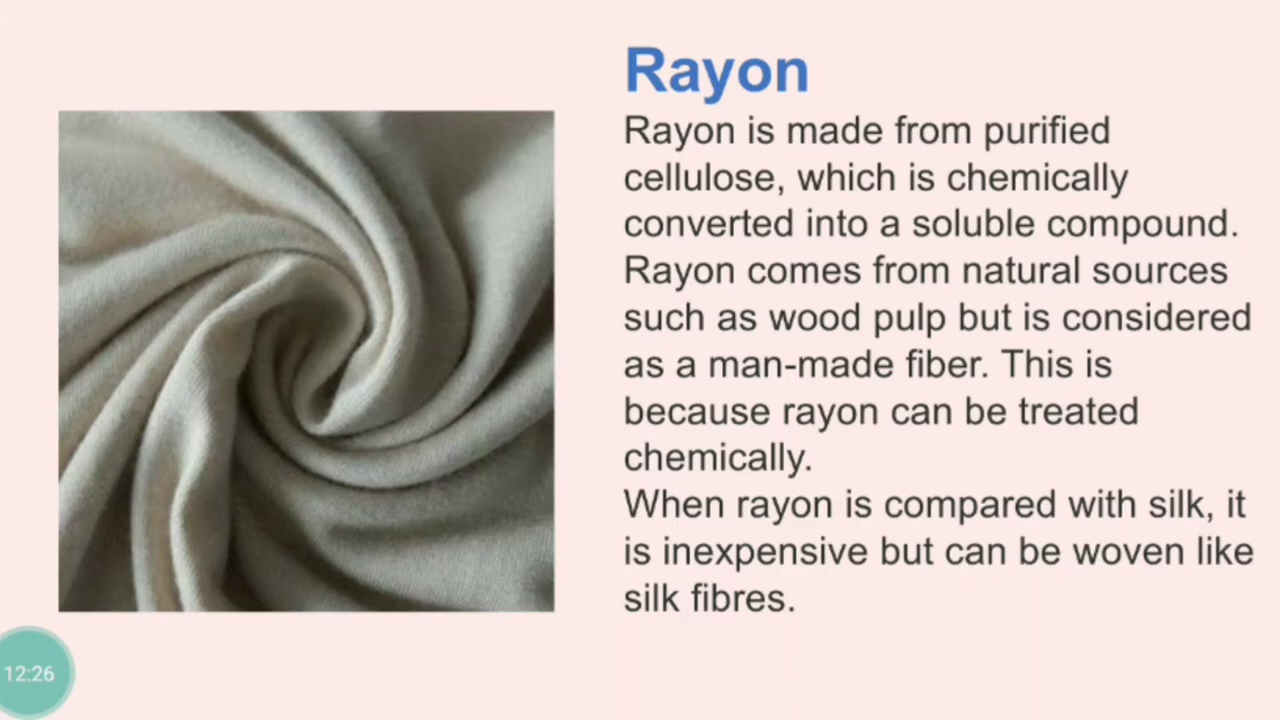 Rayon
Rayon is made from purified
cellulose, which is chemically
converted into a soluble compound.
Rayon comes from natural sources
such as wood pulp but is considered
as a man-made fiber. This is
because rayon can be treated
chemically.
When rayon is compared with silk, it
is inexpensive but can be woven like
silk fibres.
12:26